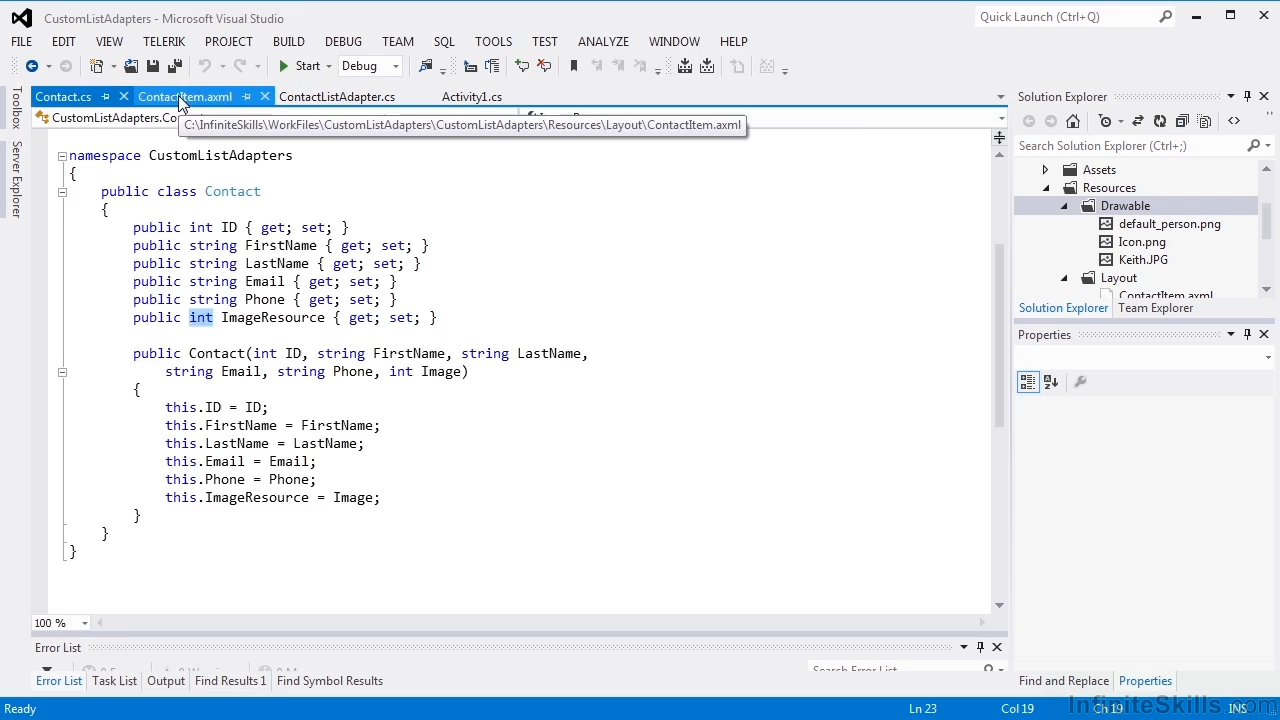 CustomListAdapters - Microsoft Visual Studio
Quick Launch (Ctrl+Q)
FILE EDIT VIEW TELERIK PROJECT BUILD DEBUG TEAM SQL TOOLS TEST ANALYZE WINDOW HELP
Start Debug
Contact.cs ContactItem.axml ContactListAdapter.cs Activity1.cs
CustomListAdapters.Co
C:\InfiniteSkills\WorkFiles\CustomListAdapters\CustomListAdapters\Resources\Layout\ContactItem.axml
Toolbox
Server Explorer
namespace CustomListAdapters
{
public class Contact
{
public int ID { get; set; }
public string FirstName { get; set; }
public string LastName { get; set; }
public string Email { get; set; }
public string Phone { get; set; }
public int ImageResource { get; set; }
public Contact(int ID, string FirstName, string LastName,
string Email, string Phone, int Image)
{
this.ID = ID;
this.FirstName = FirstName;
this.LastName = LastName;
this.Email = Email;
this.Phone = Phone;
this.ImageResource = Image;
}
}
}
100 %
Solution Explorer
Search Solution Explorer (Ctrl+;)
Assets
Resources
Drawable
default_person.png
Icon.png
Keith.JPG
Layout
ContactItem.axml
Solution Explorer Team Explorer
Properties
Error List
Search Error List
Error List Task List Output Find Results 1 Find Symbol Results
Find and Replace Properties
Ready Ln 23 Col 19 Ch 19 INS
InfiniteSkills.com